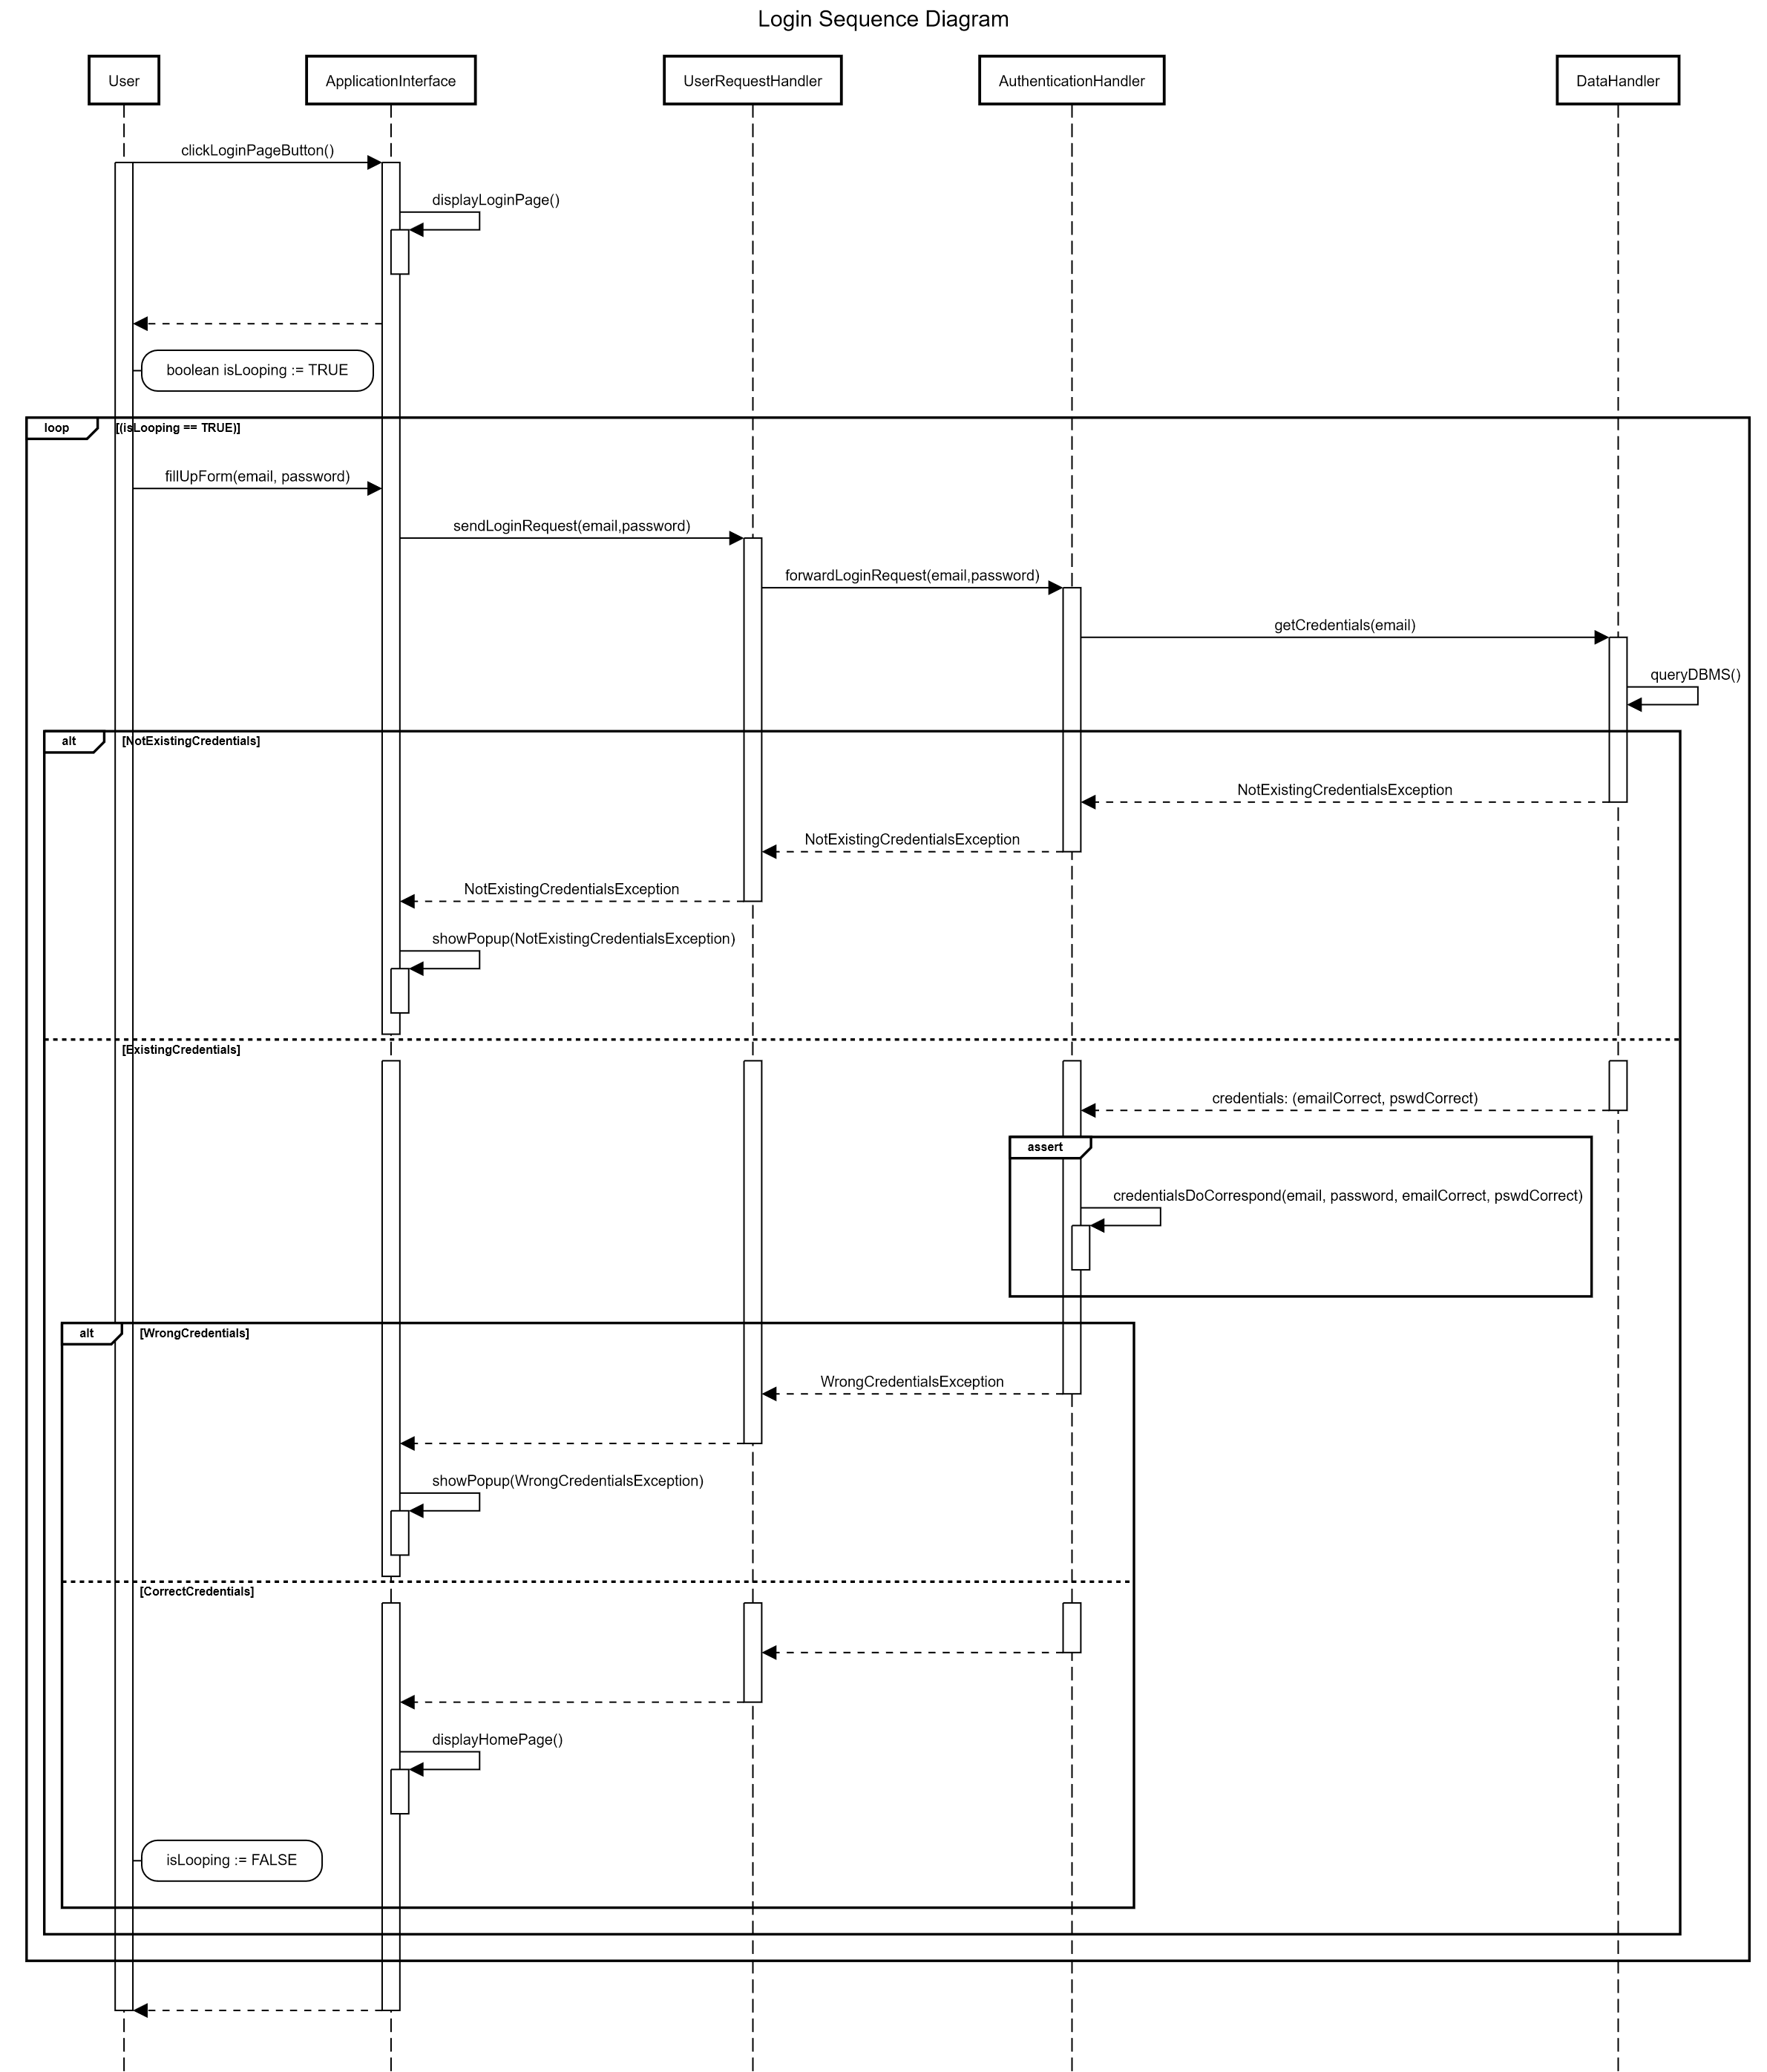 Login Sequence Diagram
User
ApplicationInterface
UserRequestHandler
AuthenticationHandler
DataHandler
clickLoginPageButton()
displayLoginPage()
boolean isLooping := TRUE
loop
[(isLooping == TRUE)]
fillUpForm(email, password)
sendLoginRequest(email,password)
forwardLoginRequest(email,password)
getCredentials(email)
queryDBMS()
alt
[NotExistingCredentials]
NotExistingCredentialsException
NotExistingCredentialsException
NotExistingCredentialsException
showPopup(NotExistingCredentialsException)
[ExistingCredentials]
credentials: (emailCorrect, pswdCorrect)
assert
credentialsDoCorrespond(email, password, emailCorrect, pswdCorrect)
alt
[WrongCredentials]
WrongCredentialsException
showPopup(WrongCredentialsException)
[CorrectCredentials]
displayHomePage()
isLooping := FALSE